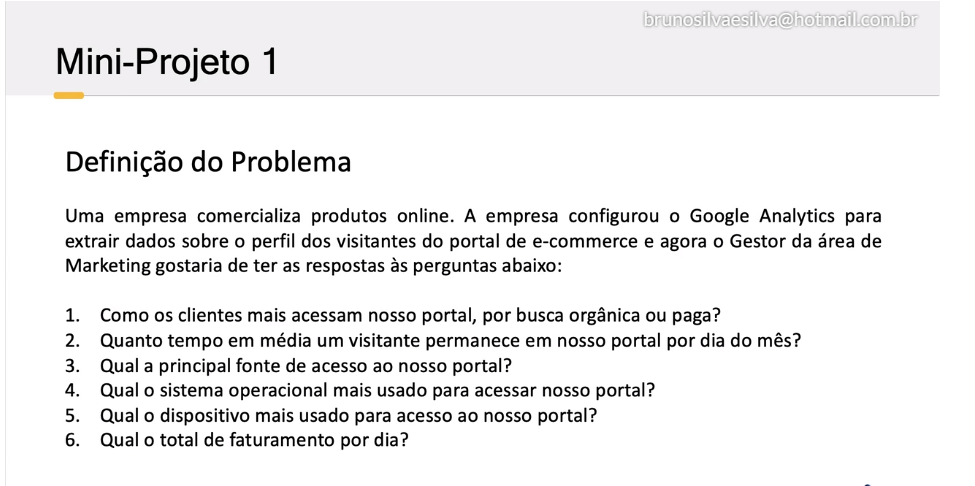 brunosilvaesilva@hotmail.com.br
Mini-Projeto 1
Definição do Problema
Uma empresa comercializa produtos online. A empresa configurou o Google Analytics para
extrair dados sobre o perfil dos visitantes do portal de e-commerce e agora o Gestor da área de
Marketing gostaria de ter as respostas às perguntas abaixo:
1. Como os clientes mais acessam nosso portal, por busca orgânica ou paga?
2. Quanto tempo em média um visitante permanece em nosso portal por dia do mês?
3. Qual a principal fonte de acesso ao nosso portal?
4. Qual o sistema operacional mais usado para acessar nosso portal?
5. Qual o dispositivo mais usado para acesso ao nosso portal?
6. Qual o total de faturamento por dia?